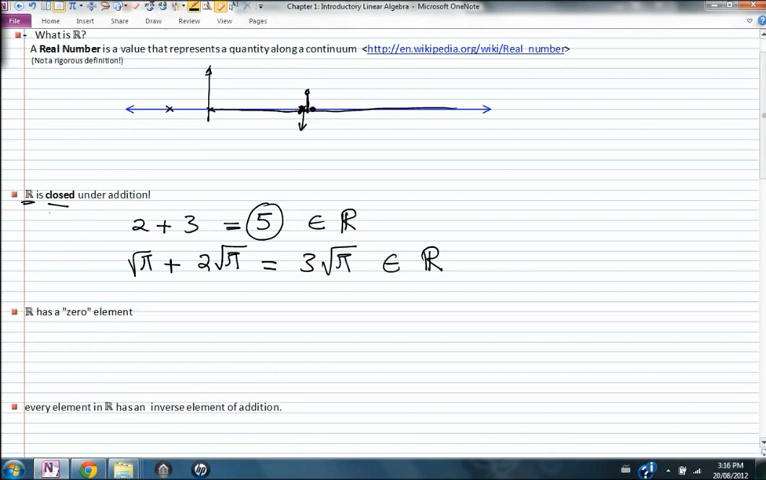 Chapter 1: Introductory Linear Algebra - Microsoft OneNote
File Home Insert Share Draw Review View Pages
- What is ℝ?
A Real Number is a value that represents a quantity along a continuum <http://en.wikipedia.org/wiki/Real_number>
(Not a rigorous definition!)
ℝ is closed under addition!
2 + 3 = 5 ∈ ℝ
√π + 2√π = 3√π ∈ ℝ
ℝ has a "zero" element
every element in ℝ has an inverse element of addition.
3:16 PM
20/08/2012